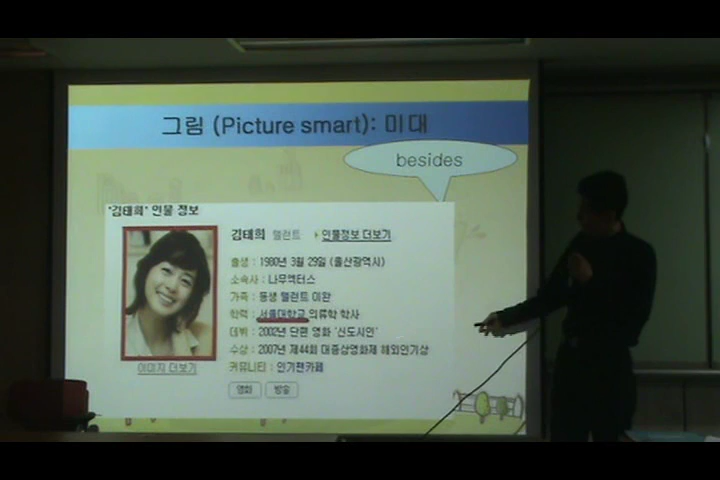 그림 (Picture smart): 미대
besides
'김태희' 인물 정보
김태희 탤런트 인물정보 더보기
출생 : 1980년 3월 29일 (울산광역시)
소속사 : 나무엑터스
가족 : 동생 탤런트 이완
학력 : 서울대학교 의류학 학사
데뷔 : 2002년 단편 영화 '신도시인'
수상 : 2007년 제44회 대종상영화제 해외인기상
커뮤니티 : 인기팬카페
이미지 더보기
영화 방송